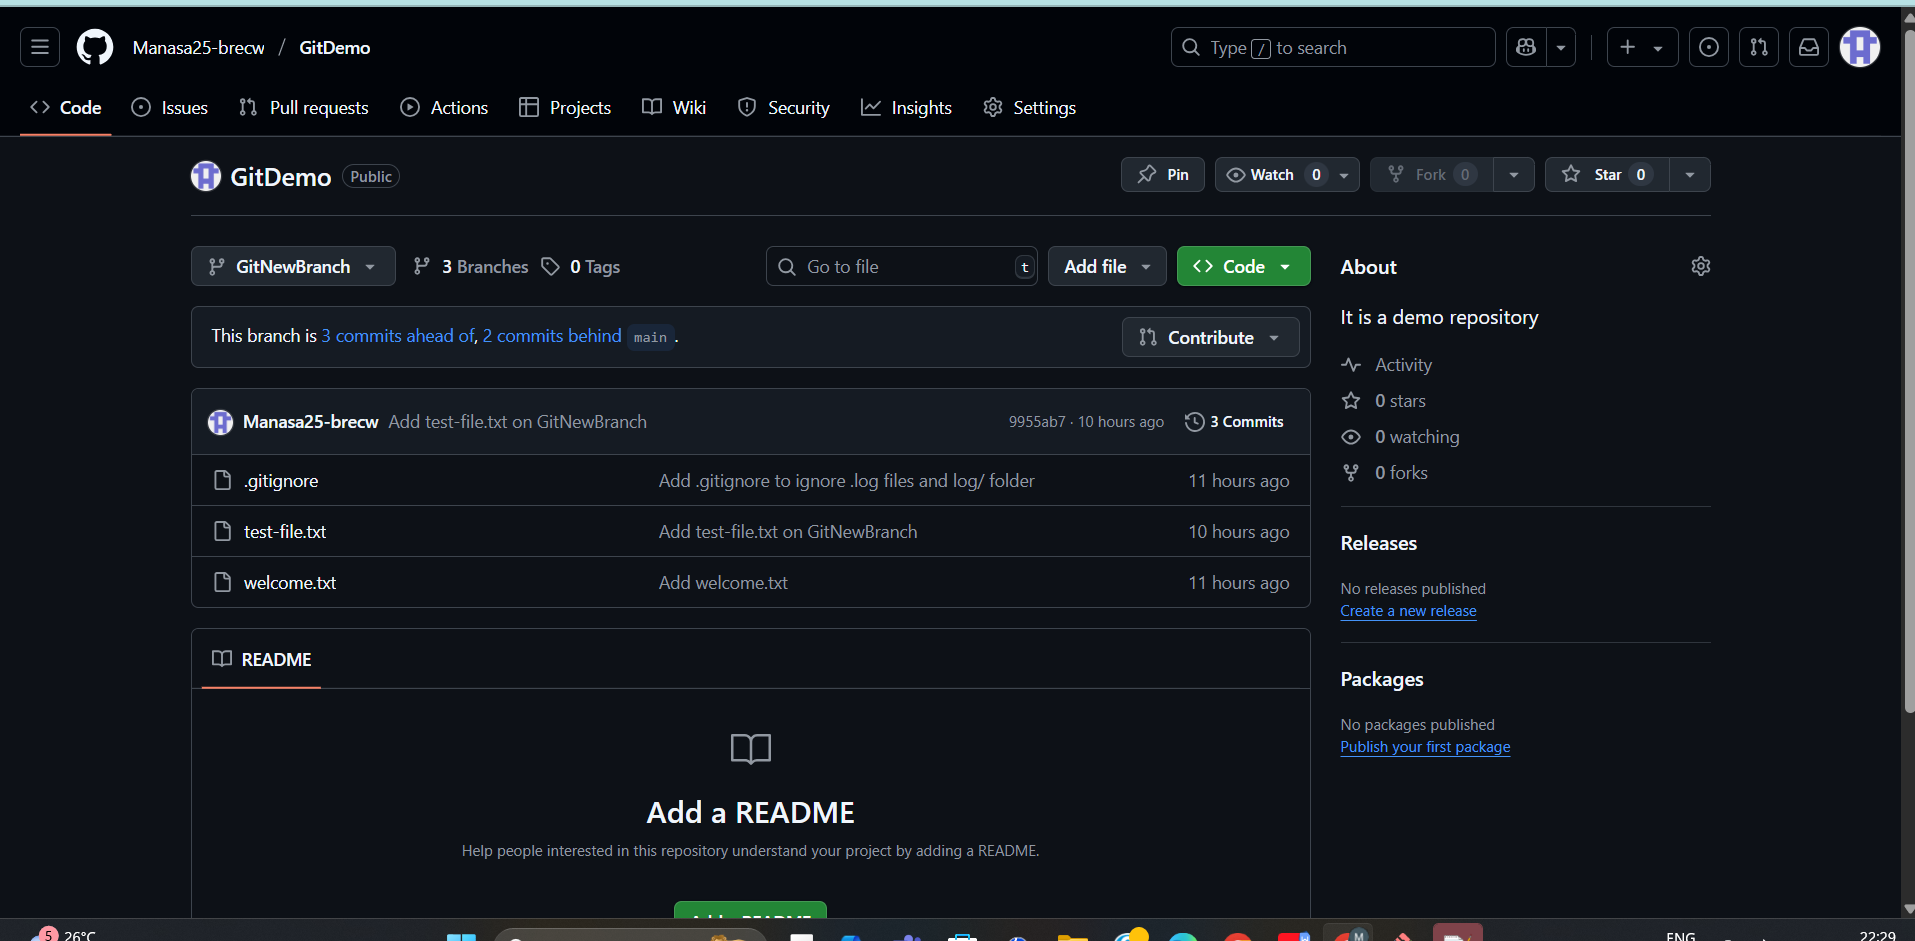 Manasa25-brecw / GitDemo
Type / to search
Code
Issues
Pull requests
Actions
Projects
Wiki
Security
Insights
Settings
GitDemo Public
Pin
Watch 0
Fork 0
Star 0
GitNewBranch
3 Branches
0 Tags
Go to file t
Add file
Code
This branch is 3 commits ahead of, 2 commits behind main .
Contribute
Manasa25-brecw Add test-file.txt on GitNewBranch 9955ab7 · 10 hours ago 3 Commits
.gitignore Add .gitignore to ignore .log files and log/ folder 11 hours ago
test-file.txt Add test-file.txt on GitNewBranch 10 hours ago
welcome.txt Add welcome.txt 11 hours ago
README
Add a README
Help people interested in this repository understand your project by adding a README.
About
It is a demo repository
Activity
0 stars
0 watching
0 forks
Releases
No releases published
Create a new release
Packages
No packages published
Publish your first package
5 26°C
M
ENG
22:29